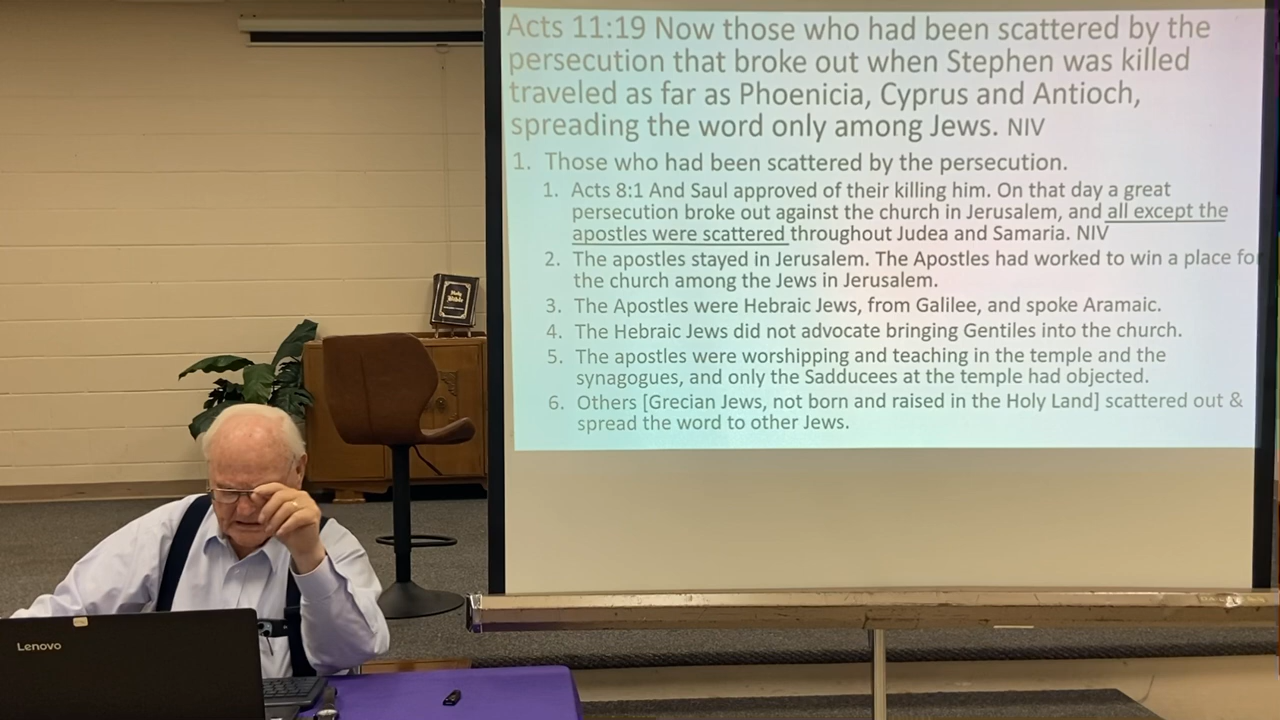 Acts 11:19 Now those who had been scattered by the
persecution that broke out when Stephen was killed
traveled as far as Phoenicia, Cyprus and Antioch,
spreading the word only among Jews. NIV
1. Those who had been scattered by the persecution.
1. Acts 8:1 And Saul approved of their killing him. On that day a great
persecution broke out against the church in Jerusalem, and all except the
apostles were scattered throughout Judea and Samaria. NIV
2. The apostles stayed in Jerusalem. The Apostles had worked to win a place for
the church among the Jews in Jerusalem.
3. The Apostles were Hebraic Jews, from Galilee, and spoke Aramaic.
4. The Hebraic Jews did not advocate bringing Gentiles into the church.
5. The apostles were worshipping and teaching in the temple and the
synagogues, and only the Sadducees at the temple had objected.
6. Others [Grecian Jews, not born and raised in the Holy Land] scattered out &
spread the word to other Jews.
Holy
Bible
Lenovo